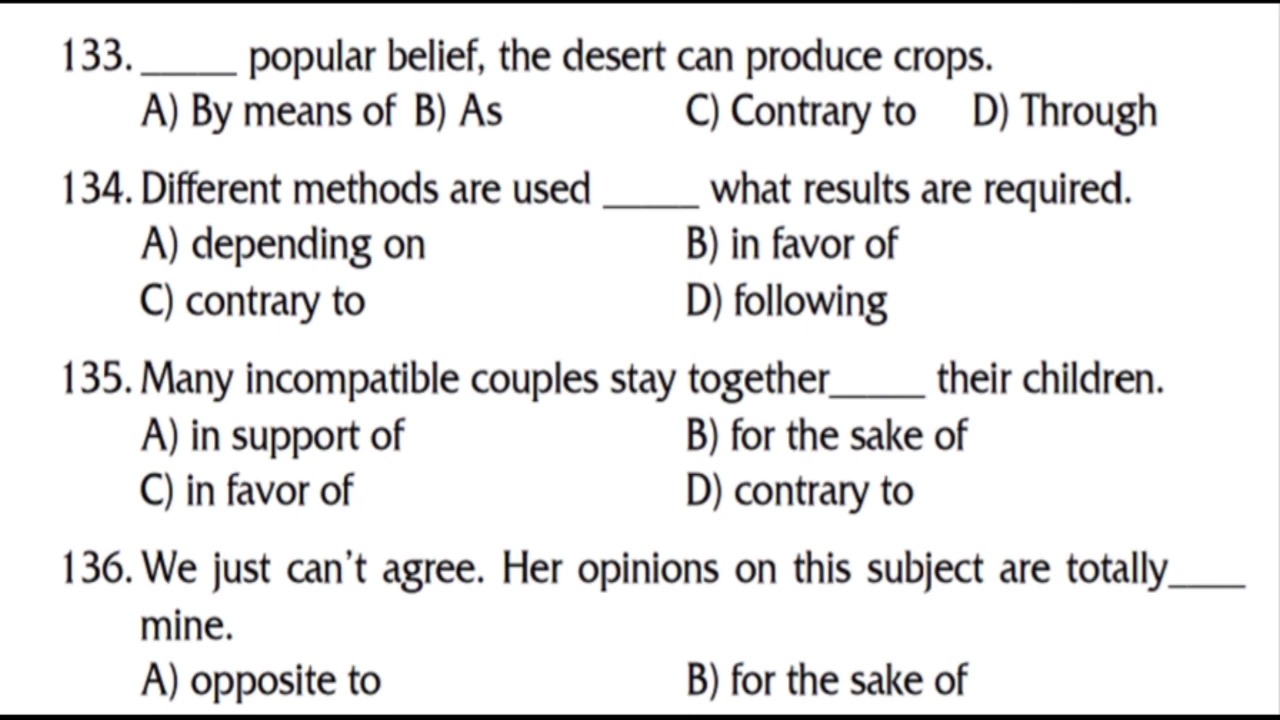 133. _____ popular belief, the desert can produce crops.
A) By means of B) As C) Contrary to D) Through
134. Different methods are used _____ what results are required.
A) depending on B) in favor of
C) contrary to D) following
135. Many incompatible couples stay together_____ their children.
A) in support of B) for the sake of
C) in favor of D) contrary to
136. We just can't agree. Her opinions on this subject are totally____
mine.
A) opposite to B) for the sake of